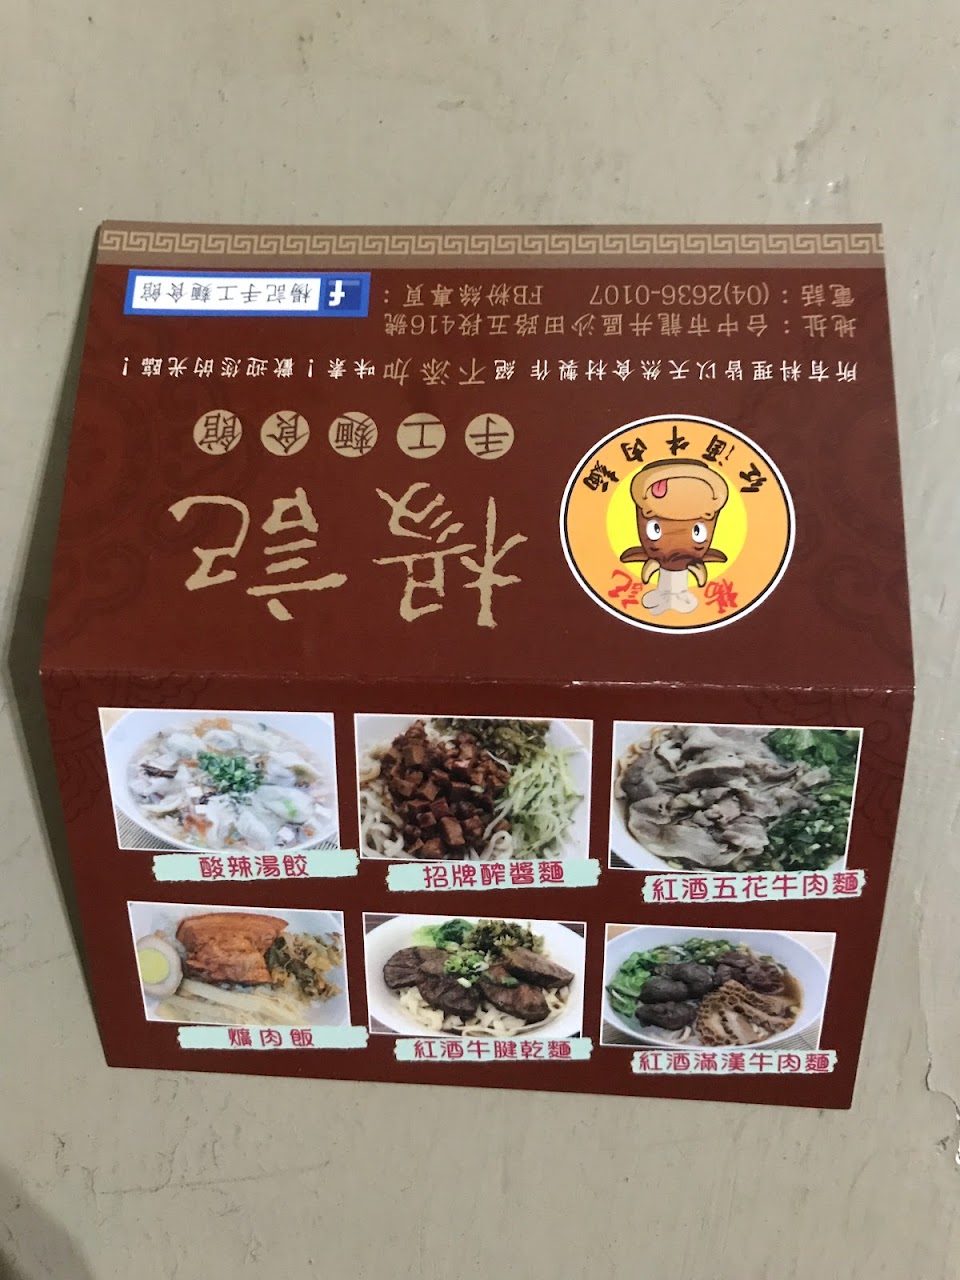 楊記
紅酒牛肉麵
楊記
手工麵食館
所有料理皆以天然食材製作 絕不添加味素!歡迎您的光臨!
地址:台中市龍井區沙田路五段416號
電話:(04)2636-0107 FB粉絲專頁:
f 楊記手工麵食館
酸辣湯餃
招牌醡醬麵
紅酒五花牛肉麵
爌肉飯
紅酒牛腱乾麵
紅酒滿漢牛肉麵